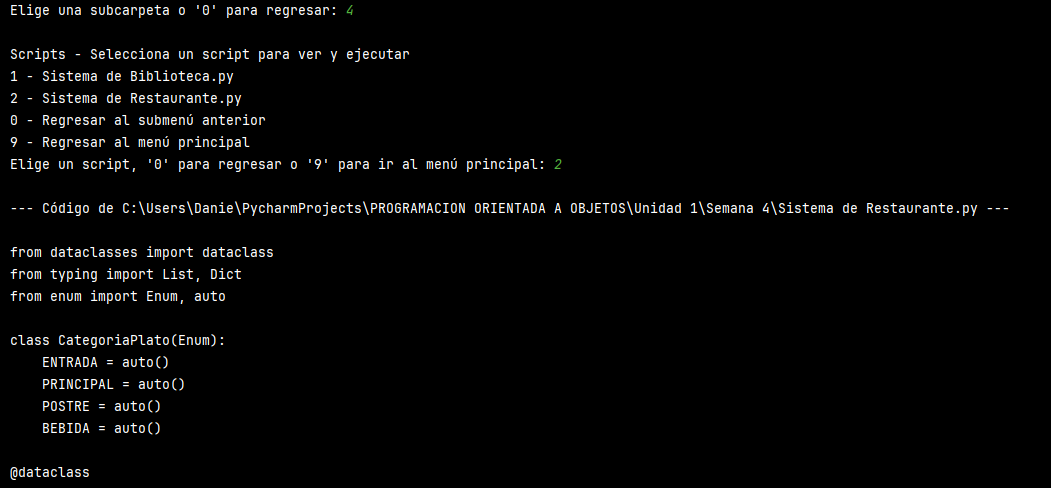 Elige una subcarpeta o '0' para regresar: 4
Scripts - Selecciona un script para ver y ejecutar
1 - Sistema de Biblioteca.py
2 - Sistema de Restaurante.py
0 - Regresar al submenú anterior
9 - Regresar al menú principal
Elige un script, '0' para regresar o '9' para ir al menú principal: 2
--- Código de C:\Users\Danie\PycharmProjects\PROGRAMACION ORIENTADA A OBJETOS\Unidad 1\Semana 4\Sistema de Restaurante.py ---
from dataclasses import dataclass
from typing import List, Dict
from enum import Enum, auto
class CategoriaPlato(Enum):
    ENTRADA = auto()
    PRINCIPAL = auto()
    POSTRE = auto()
    BEBIDA = auto()
@dataclass